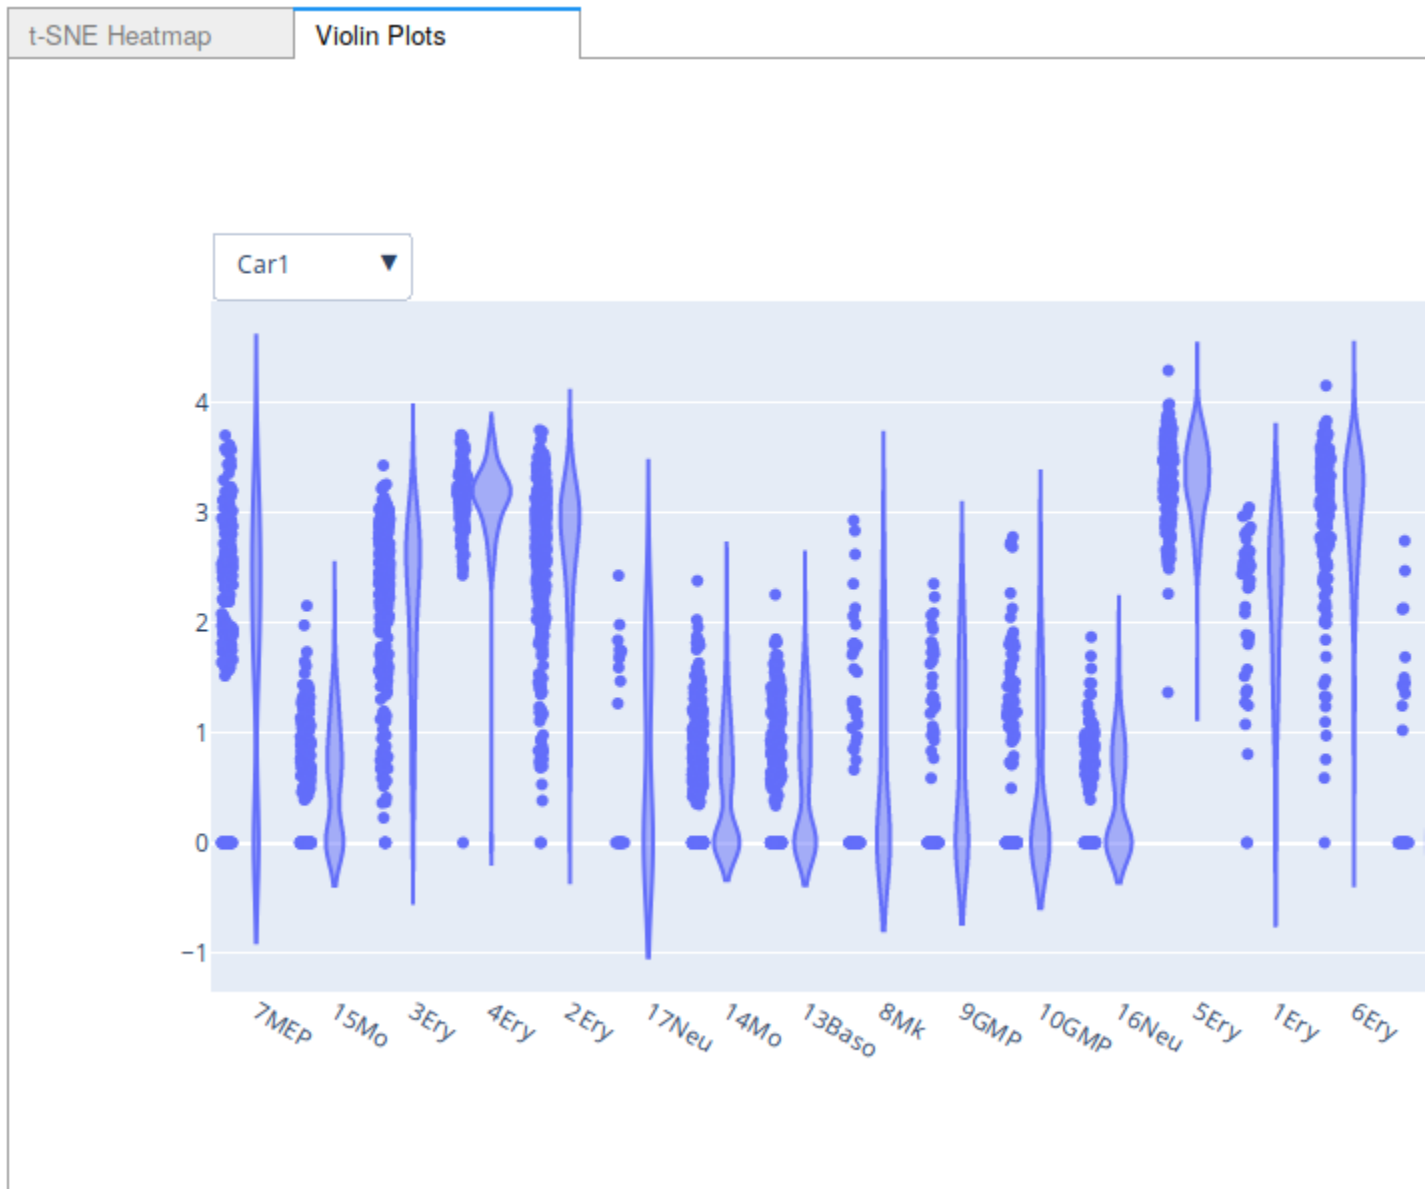 t-SNE Heatmap
Violin Plots
Car1 ▼
4
3
2
1
0
−1
7MEP
15Mo
3Ery
4Ery
2Ery
17Neu
14Mo
13Baso
8Mk
9GMP
10GMP
16Neu
5Ery
1Ery
6Ery